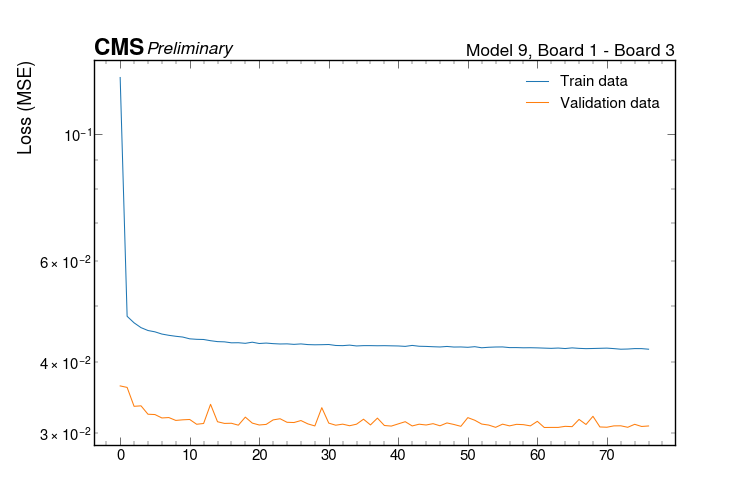 CMS Preliminary
Model 9, Board 1 - Board 3
Loss (MSE)
Train data
Validation data
10⁻¹
6 × 10⁻²
4 × 10⁻²
3 × 10⁻²
0 10 20 30 40 50 60 70